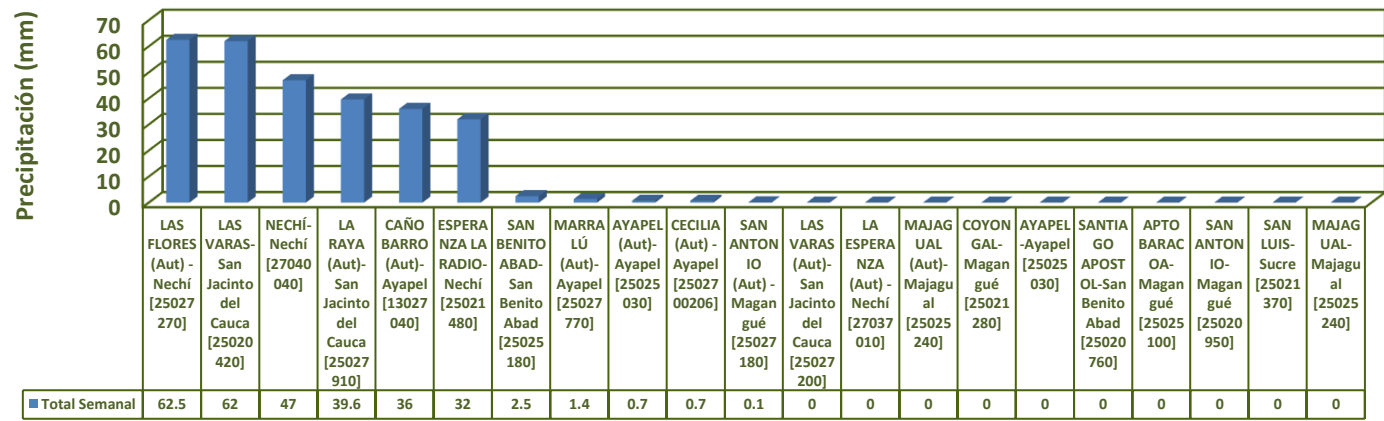 Precipitación (mm)
70
60
50
40
30
20
10
0
LAS
FLORES
(Aut) -
Nechí
[25027
270]
LAS
VARAS-
San
Jacinto
del
Cauca
[25020
420]
NECHÍ-
Nechí
[27040
040]
LA
RAYA
(Aut)-
San
Jacinto
del
Cauca
[25027
910]
CAÑO
BARRO
(Aut)-
Ayapel
[13027
040]
ESPERA
NZA LA
RADIO-
Nechí
[25021
480]
SAN
BENITO
ABAD-
San
Benito
Abad
[25025
180]
MARRA
LÚ
(Aut)-
Ayapel
[25027
770]
AYAPEL
(Aut)-
Ayapel
[25025
030]
CECILIA
(Aut) -
Ayapel
[25027
00206]
SAN
ANTON
IO
(Aut) -
Magan
gué
[25027
180]
LAS
VARAS
(Aut)-
San
Jacinto
del
Cauca
[25027
200]
LA
ESPERA
NZA
(Aut) -
Nechí
[27037
010]
MAJAG
UAL
(Aut)-
Majagu
al
[25025
240]
COYON
GAL-
Magan
gué
[25021
280]
AYAPEL
-Ayapel
[25025
030]
SANTIA
GO
APOST
OL-San
Benito
Abad
[25020
760]
APTO
BARAC
OA-
Magan
gué
[25025
100]
SAN
ANTON
IO-
Magan
gué
[25020
950]
SAN
LUIS-
Sucre
[25021
370]
MAJAG
UAL-
Majagu
al
[25025
240]
Total Semanal 62.5 62 47 39.6 36 32 2.5 1.4 0.7 0.7 0.1 0 0 0 0 0 0 0 0 0 0